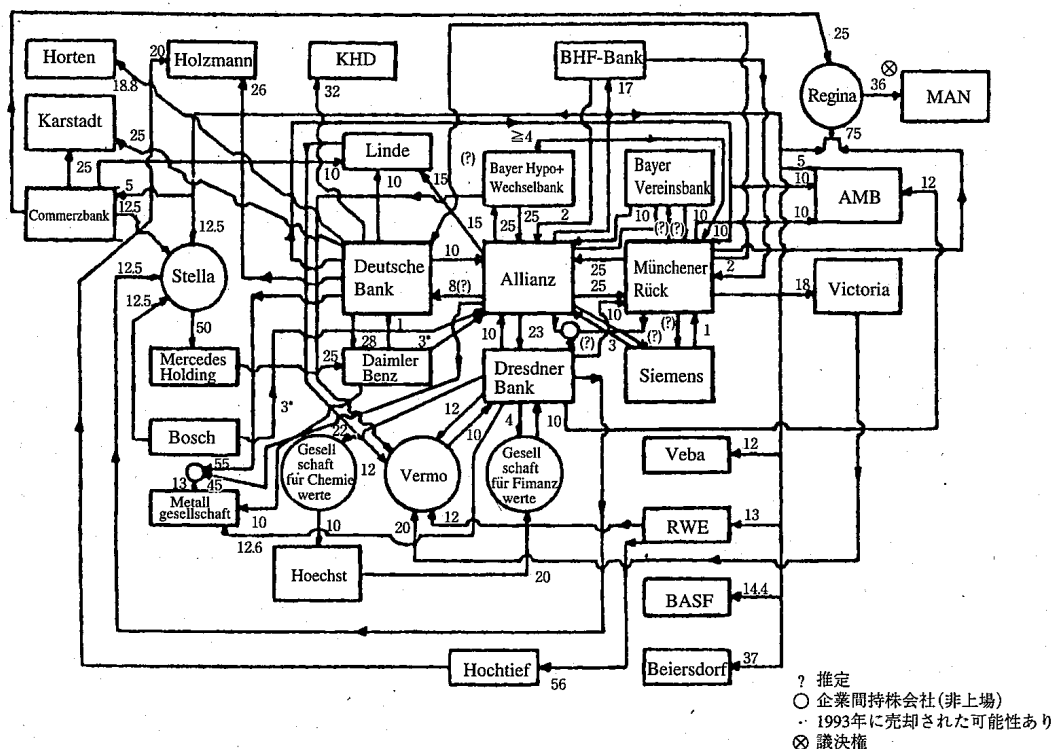 25
20
Horten
Holzmann
KHD
BHF-Bank
⊗
36
Regina
MAN
18.8
26
32
17
Karstadt
75
≧4
25
Linde
(?)
Bayer Hypo+
Wechselbank
Bayer
Vereinsbank
5
10
AMB
12
25
10
10
15
5
Commerzbank
12.5
15
25
25
2
10
(?)
(?)
10
10
10
12.5
Stella
Deutsche
Bank
10
Allianz
25
Münchener
Rück
2
12.5
8(?)
25
18
Victoria
12.5
10
50
1
10
23
(?)
(?)
1
28
3*
(?)
3
Mercedes
Holding
25
Daimler
Benz
Dresdner
Bank
Siemens
3*
12
4
10
Bosch
22
10
Gesell
schaft
für Chemie
werte
12
Vermo
Gesell
schaft
für Fimanz
werte
Veba
12
55
13
45
Metall
gesellschaft
10
10
20
12
RWE
13
12.6
Hoechst
20
BASF
14.4
Hochtief
56
Beiersdorf
37
? 推定
○ 企業間持株会社(非上場)
・ 1993年に売却された可能性あり
⊗ 議決権